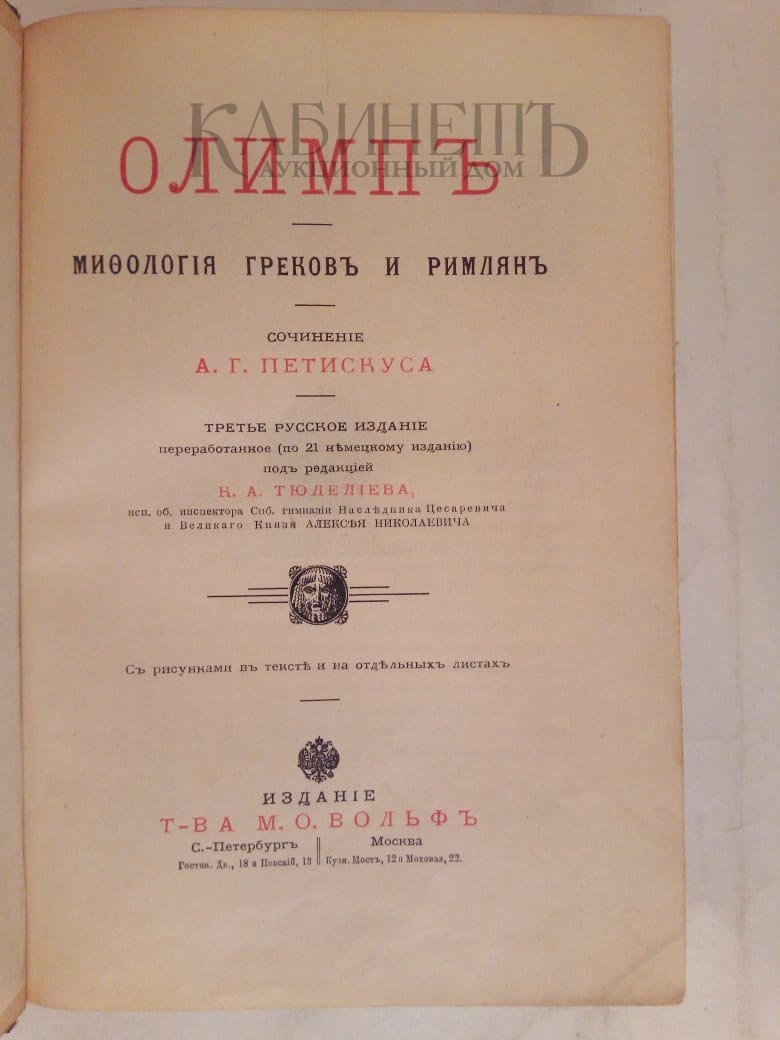 КАБИНЕТЪ
АУКЦИОННЫЙ ДОМ
ОЛИМПЪ
МИѲОЛОГІЯ ГРЕКОВЪ И РИМЛЯНЪ
СОЧИНЕНІЕ
А. Г. ПЕТИСКУСА
ТРЕТЬЕ РУССКОЕ ИЗДАНІЕ
переработанное (по 21 нѣмецкому изданію)
подъ редакціей
К. А. ТЮЛЕЛІЕВА,
исп. об. инспектора Спб. гимназіи Наслѣдника Цесаревича
и Великаго Князя АЛЕКСѢЯ НИКОЛАЕВИЧА
Съ рисунками въ текстѣ и на отдѣльныхъ листахъ
ИЗДАНІЕ
Т-ВА М. О. ВОЛЬФЪ
С.-Петербургъ
Гостин. Дв., 18 и Невскій, 13
Москва
Кузн. Мостъ, 12 и Моховая, 22.